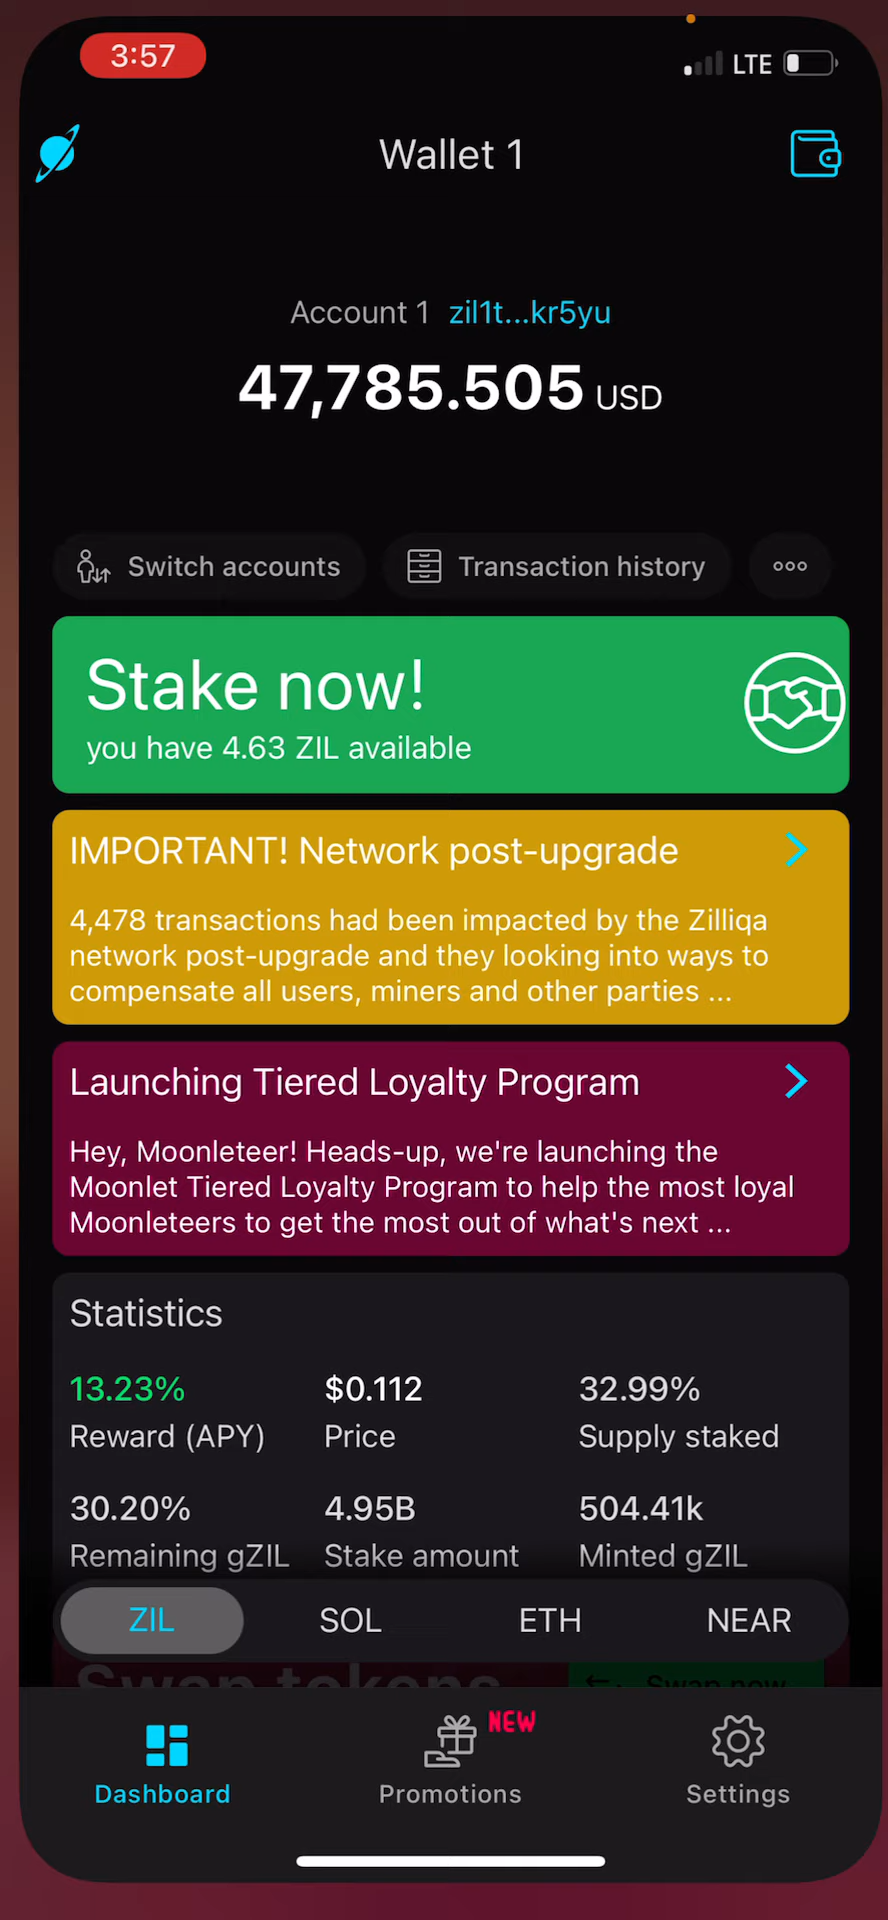 3:57
LTE
Wallet 1
Account 1 zil1t...kr5yu
47,785.505 USD
Switch accounts
Transaction history
Stake now!
you have 4.63 ZIL available
IMPORTANT! Network post-upgrade
4,478 transactions had been impacted by the Zilliqa
network post-upgrade and they looking into ways to
compensate all users, miners and other parties ...
Launching Tiered Loyalty Program
Hey, Moonleteer! Heads-up, we're launching the
Moonlet Tiered Loyalty Program to help the most loyal
Moonleteers to get the most out of what's next ...
Statistics
13.23% $0.112 32.99%
Reward (APY) Price Supply staked
30.20% 4.95B 504.41k
Remaining gZIL Stake amount Minted gZIL
ZIL SOL ETH NEAR
Swap tokens Swap now
NEW
Dashboard Promotions Settings